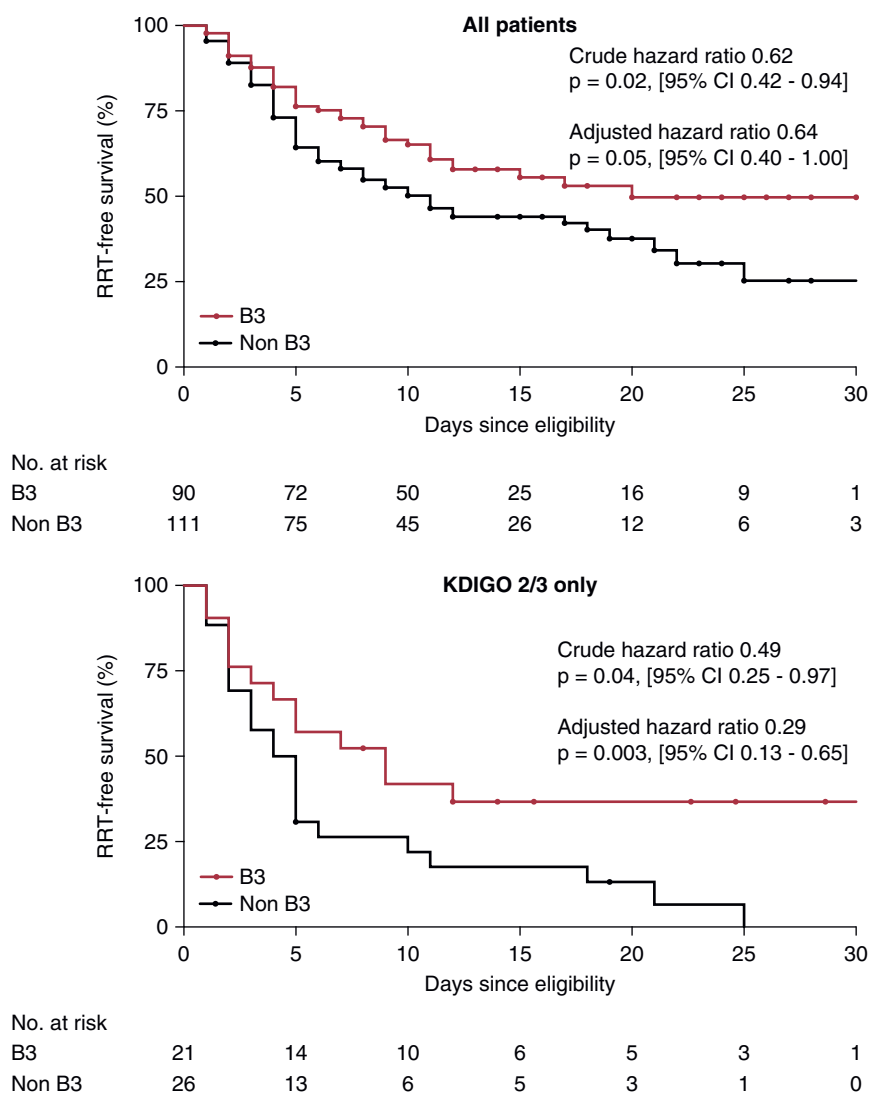 All patients
Crude hazard ratio 0.62
p = 0.02, [95% CI 0.42 - 0.94]
Adjusted hazard ratio 0.64
p = 0.05, [95% CI 0.40 - 1.00]
RRT-free survival (%)
100
75
50
25
0
B3
Non B3
0 5 10 15 20 25 30
Days since eligibility
No. at risk
B3 90 72 50 25 16 9 1
Non B3 111 75 45 26 12 6 3
KDIGO 2/3 only
Crude hazard ratio 0.49
p = 0.04, [95% CI 0.25 - 0.97]
Adjusted hazard ratio 0.29
p = 0.003, [95% CI 0.13 - 0.65]
RRT-free survival (%)
100
75
50
25
0
B3
Non B3
0 5 10 15 20 25 30
Days since eligibility
No. at risk
B3 21 14 10 6 5 3 1
Non B3 26 13 6 5 3 1 0